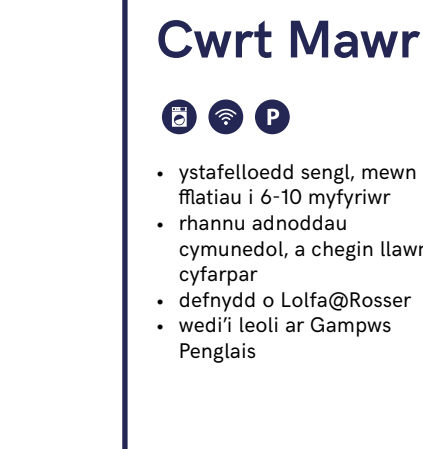 Cwrt Mawr
P
• ystafelloedd sengl, mewn
fflatiau i 6-10 myfyriwr
• rhannu adnoddau
cymunedol, a chegin llawn
cyfarpar
• defnydd o Lolfa@Rosser
• wedi’i leoli ar Gampws
Penglais